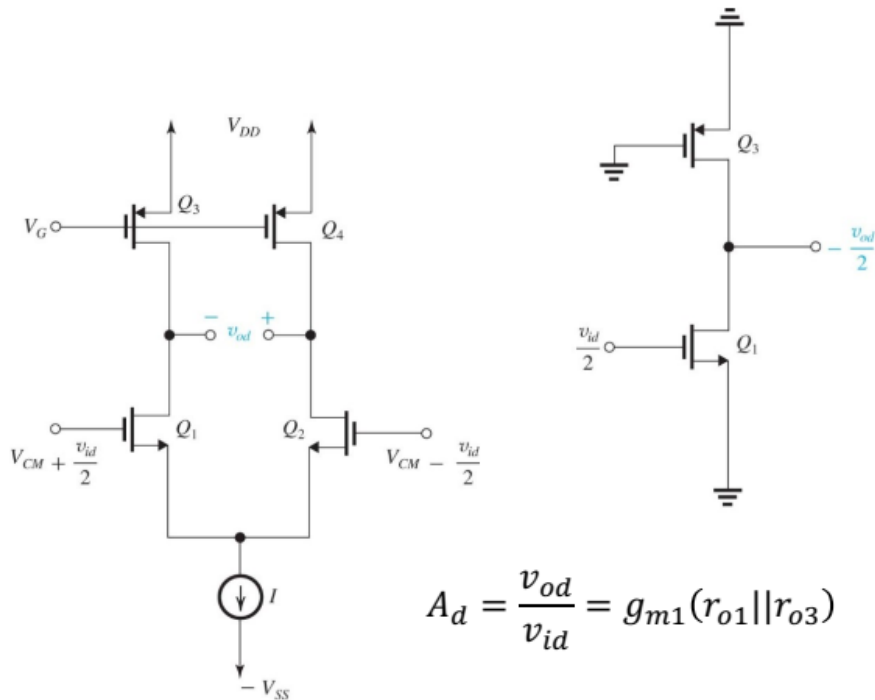 V_DD
Q_3
V_G
Q_4
− v_od +
Q_1
Q_2
V_CM + v_id/2
V_CM − v_id/2
I
− V_SS
Q_3
− v_od/2
v_id/2
Q_1
A_d = v_od/v_id = g_m1(r_o1||r_o3)